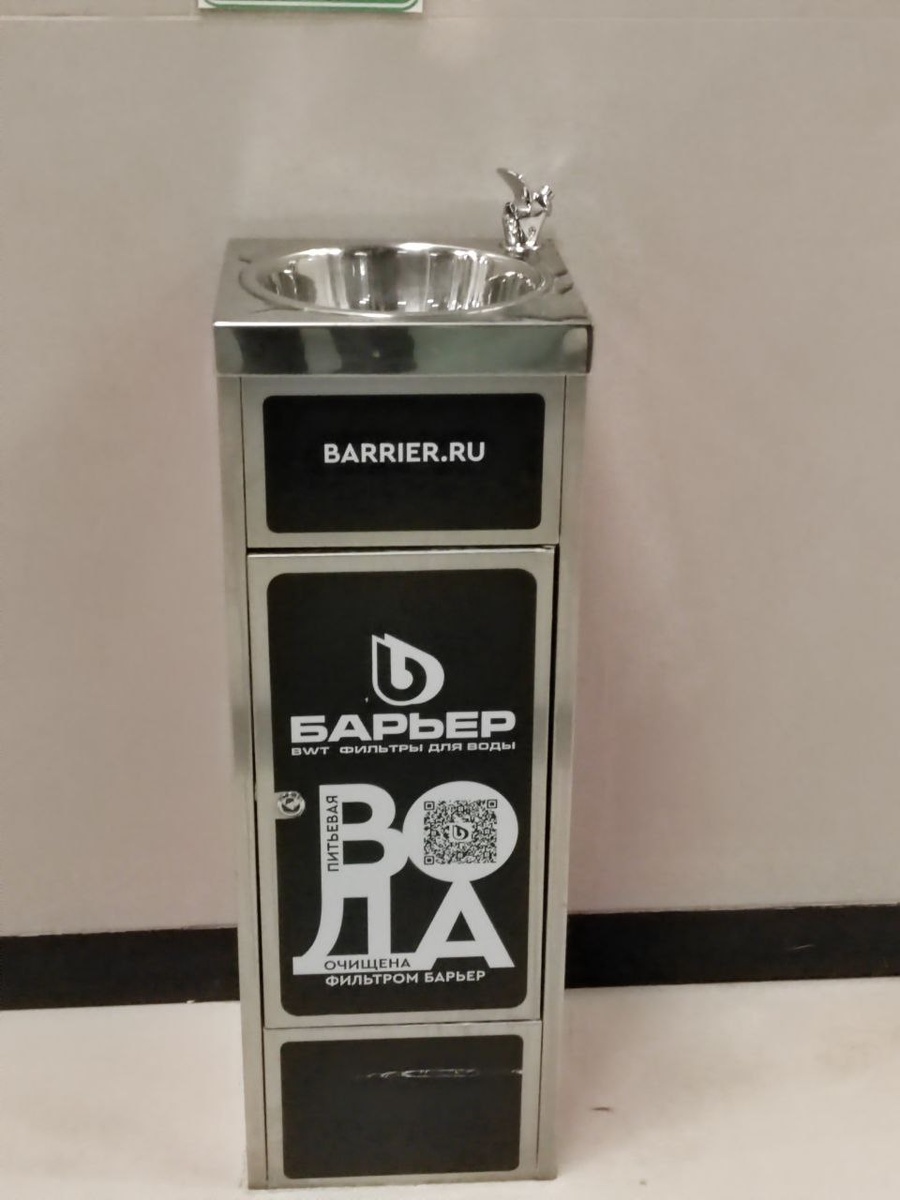 BARRIER.RU
БАРЬЕР
BWT ФИЛЬТРЫ ДЛЯ ВОДЫ
ПИТЬЕВАЯ
ВО
ДА
ОЧИЩЕНА
ФИЛЬТРОМ БАРЬЕР